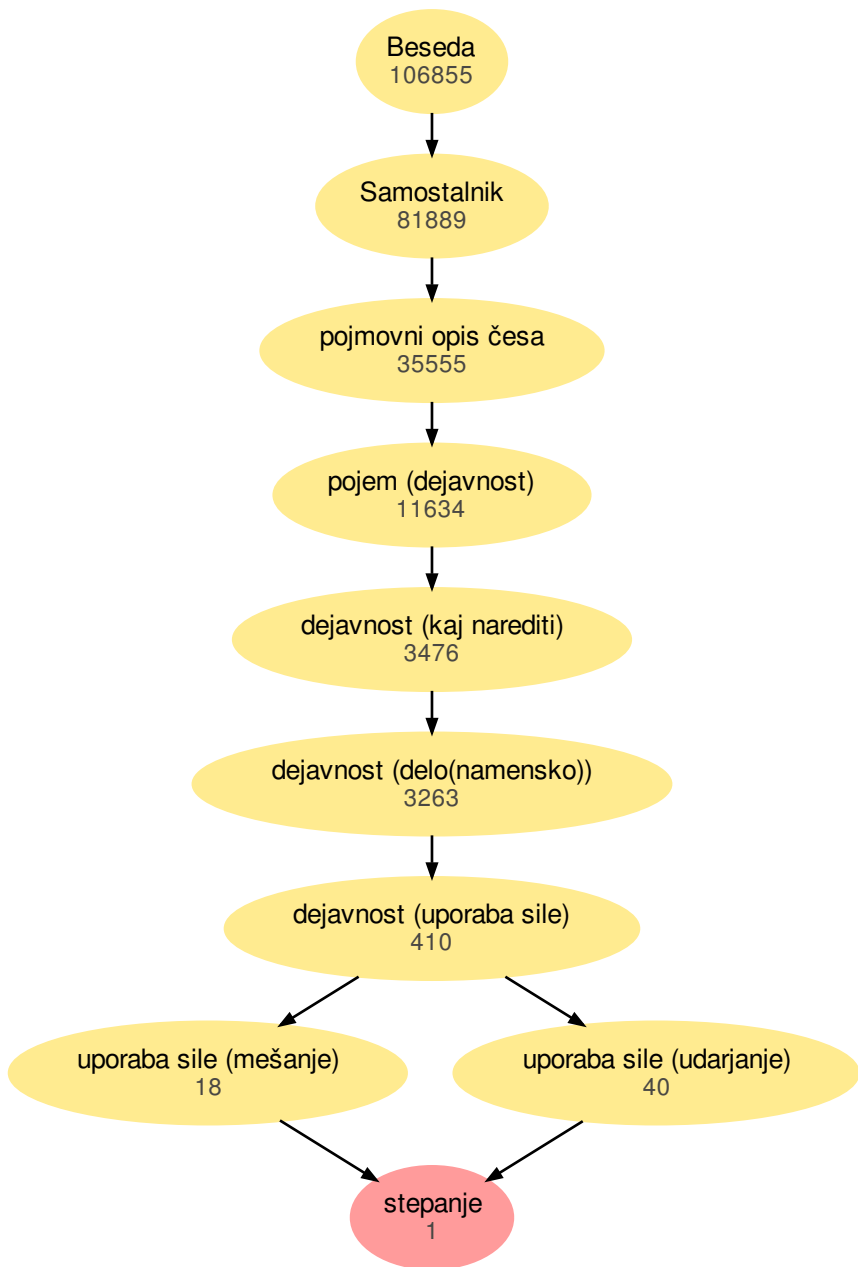 Beseda
106855
Samostalnik
81889
pojmovni opis česa
35555
pojem (dejavnost)
11634
dejavnost (kaj narediti)
3476
dejavnost (delo(namensko))
3263
dejavnost (uporaba sile)
410
uporaba sile (mešanje)
18
uporaba sile (udarjanje)
40
stepanje
1